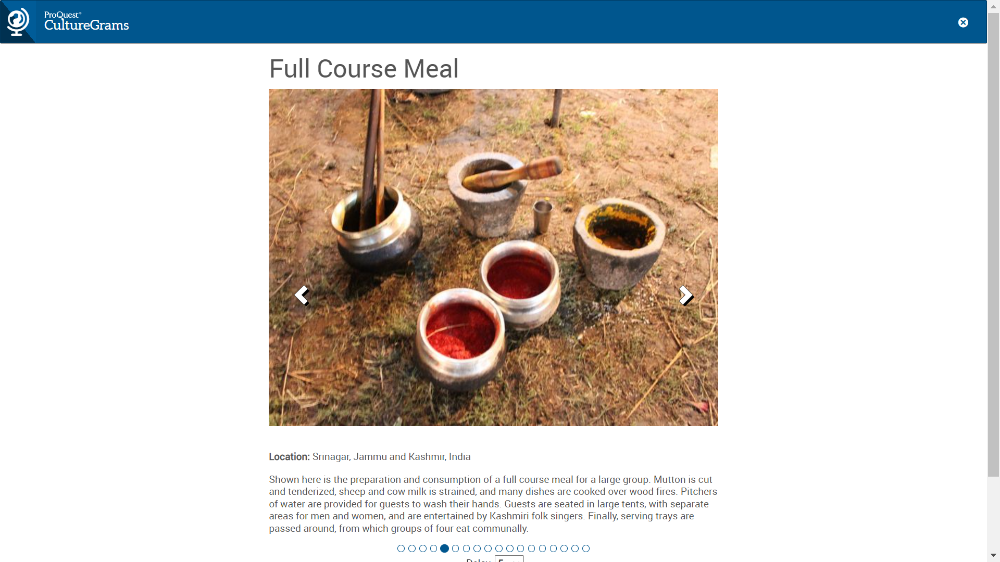 ProQuest®
CultureGrams
Full Course Meal
Location: Srinagar, Jammu and Kashmir, India
Shown here is the preparation and consumption of a full course meal for a large group. Mutton is cut
and tenderized, sheep and cow milk is strained, and many dishes are cooked over wood fires. Pitchers
of water are provided for guests to wash their hands. Guests are seated in large tents, with separate
areas for men and women, and are entertained by Kashmiri folk singers. Finally, serving trays are
passed around, from which groups of four eat communally.